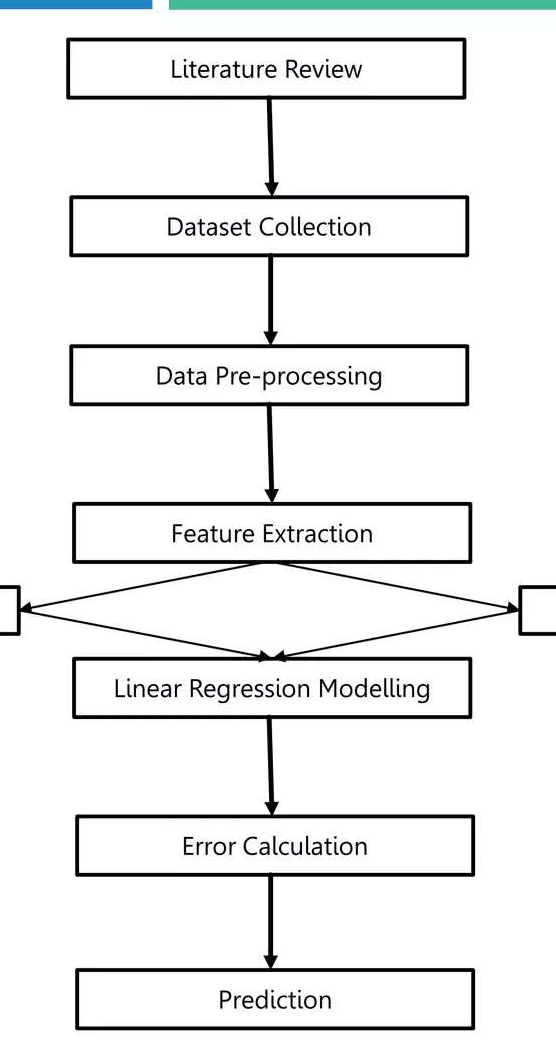 Literature Review
Dataset Collection
Data Pre-processing
Feature Extraction
Linear Regression Modelling
Error Calculation
Prediction